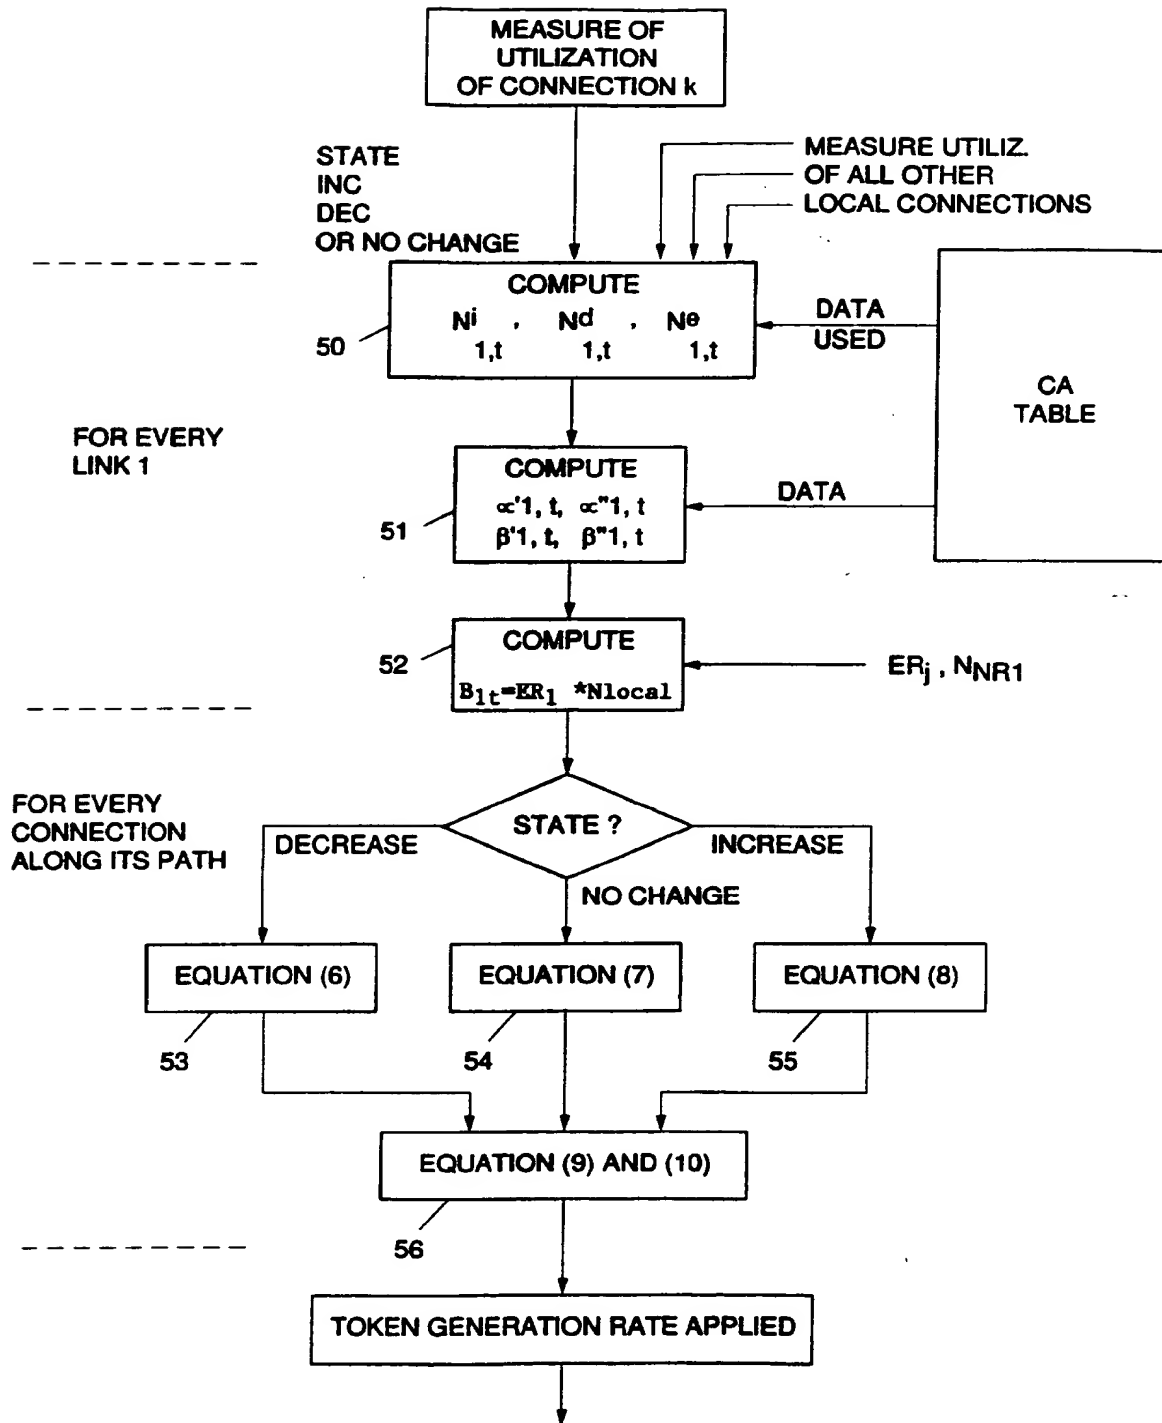 MEASURE OF
UTILIZATION
OF CONNECTION k
STATE
INC
DEC
OR NO CHANGE
MEASURE UTILIZ.
OF ALL OTHER
LOCAL CONNECTIONS
COMPUTE
Nⁱ , Nᵈ , Nᵉ
1,t 1,t 1,t
50
DATA
USED
CA
TABLE
FOR EVERY
LINK 1
COMPUTE
∝'1, t, ∝"1, t
β'1, t, β"1, t
51
DATA
COMPUTE
B₁ₜ=ER₁ *Nlocal
52
ERⱼ , N_NR1
FOR EVERY
CONNECTION
ALONG ITS PATH
STATE ?
DECREASE
INCREASE
NO CHANGE
EQUATION (6)
EQUATION (7)
EQUATION (8)
53
54
55
EQUATION (9) AND (10)
56
TOKEN GENERATION RATE APPLIED